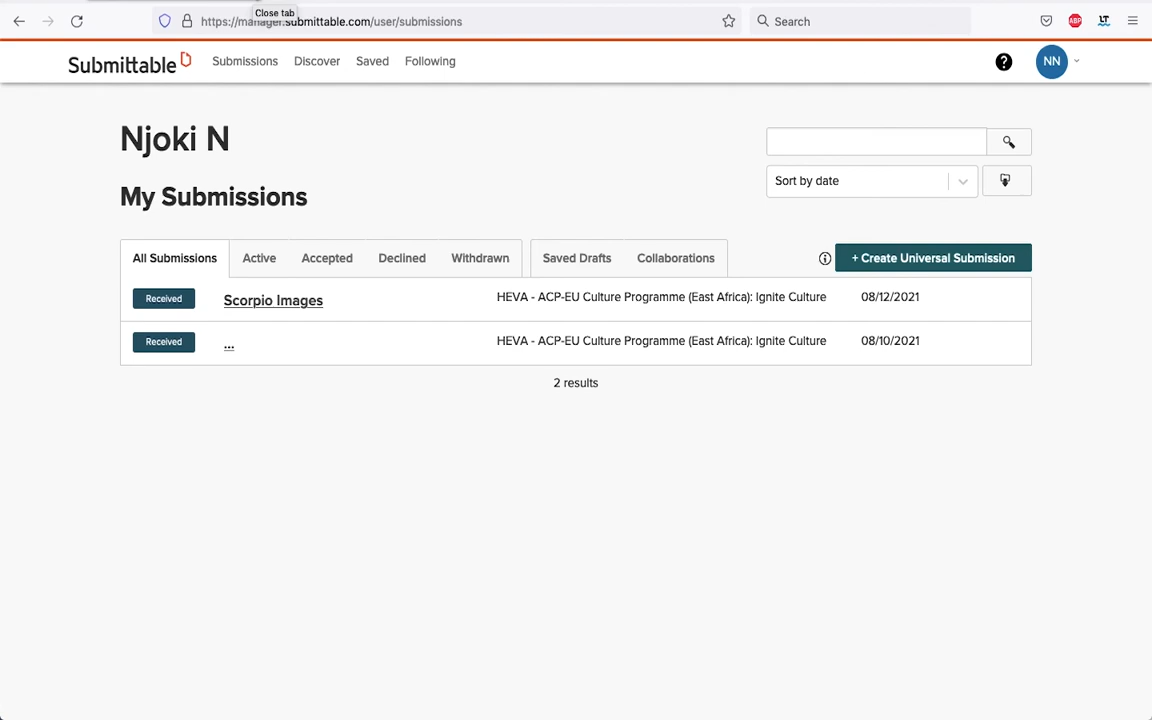 Close tab
https://manager.submittable.com/user/submissions
Search
ABP
LT
Submittable
Submissions
Discover
Saved
Following
?
NN
Njoki N
My Submissions
Sort by date
All Submissions
Active
Accepted
Declined
Withdrawn
Saved Drafts
Collaborations
+ Create Universal Submission
Received
Scorpio Images
HEVA - ACP-EU Culture Programme (East Africa): Ignite Culture
08/12/2021
Received
...
HEVA - ACP-EU Culture Programme (East Africa): Ignite Culture
08/10/2021
2 results